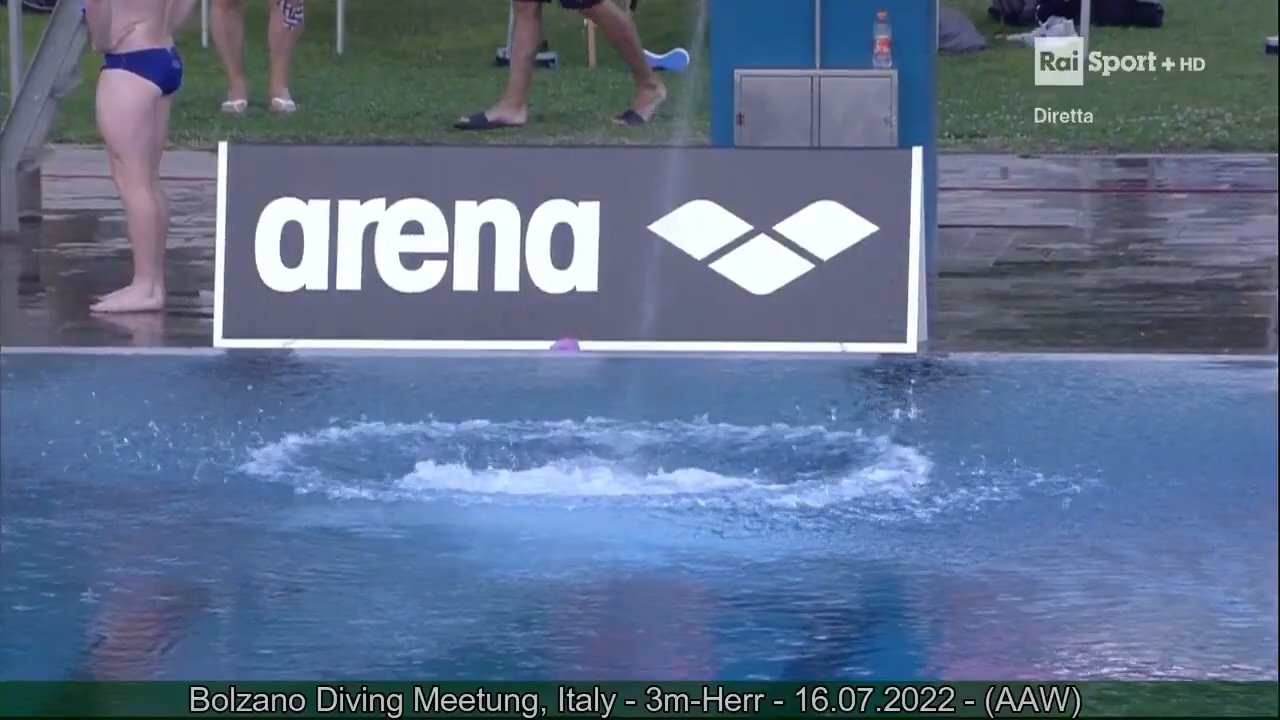 Rai Sport + HD
Diretta
arena
Bolzano Diving Meetung, Italy - 3m-Herr - 16.07.2022 - (AAW)